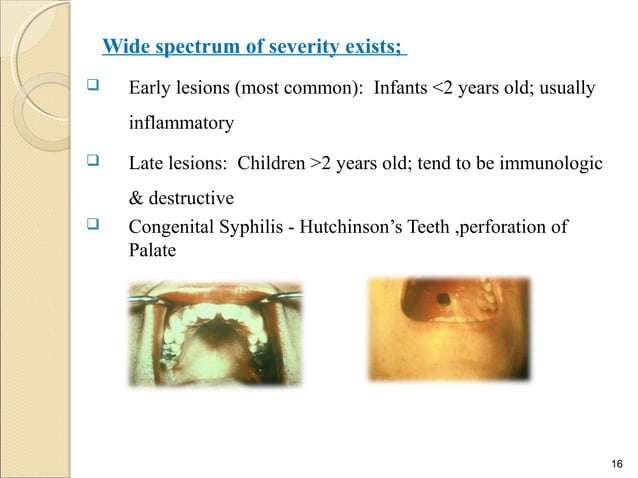 Wide spectrum of severity exists;
Early lesions (most common):  Infants <2 years old; usually
inflammatory
Late lesions:  Children >2 years old; tend to be immunologic
& destructive
Congenital Syphilis - Hutchinson’s Teeth ,perforation of
Palate
16